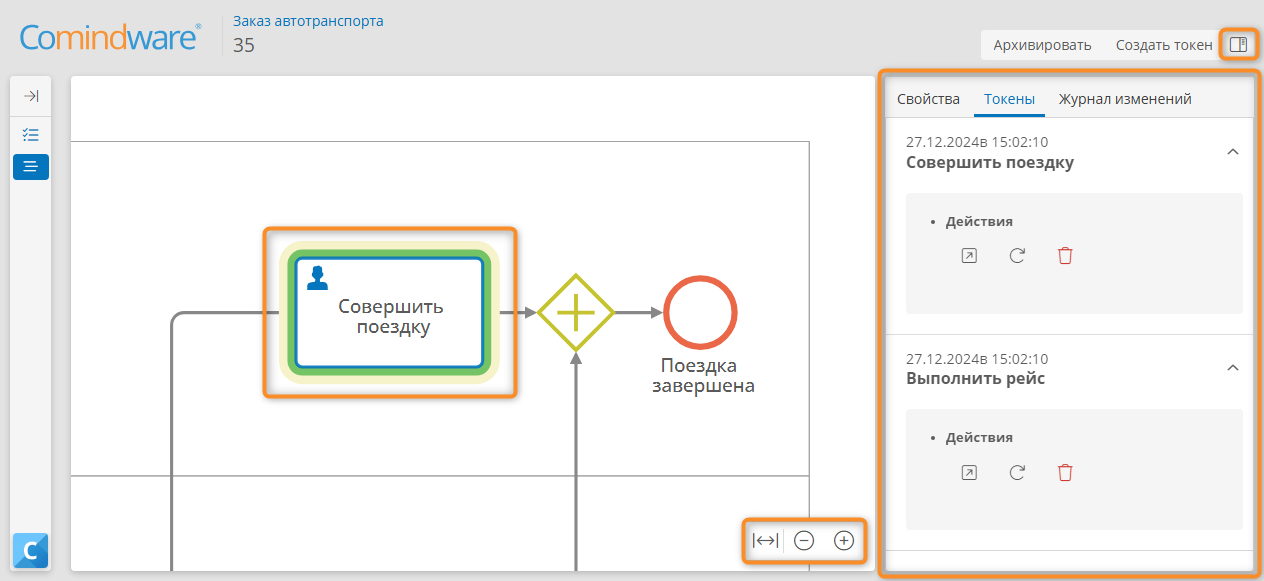 Comindware®
Заказ автотранспорта
35
Архивировать
Создать токен
Свойства
Токены
Журнал изменений
27.12.2024в 15:02:10
Совершить поездку
• Действия
27.12.2024в 15:02:10
Выполнить рейс
• Действия
Совершить
поездку
Поездка
завершена
C